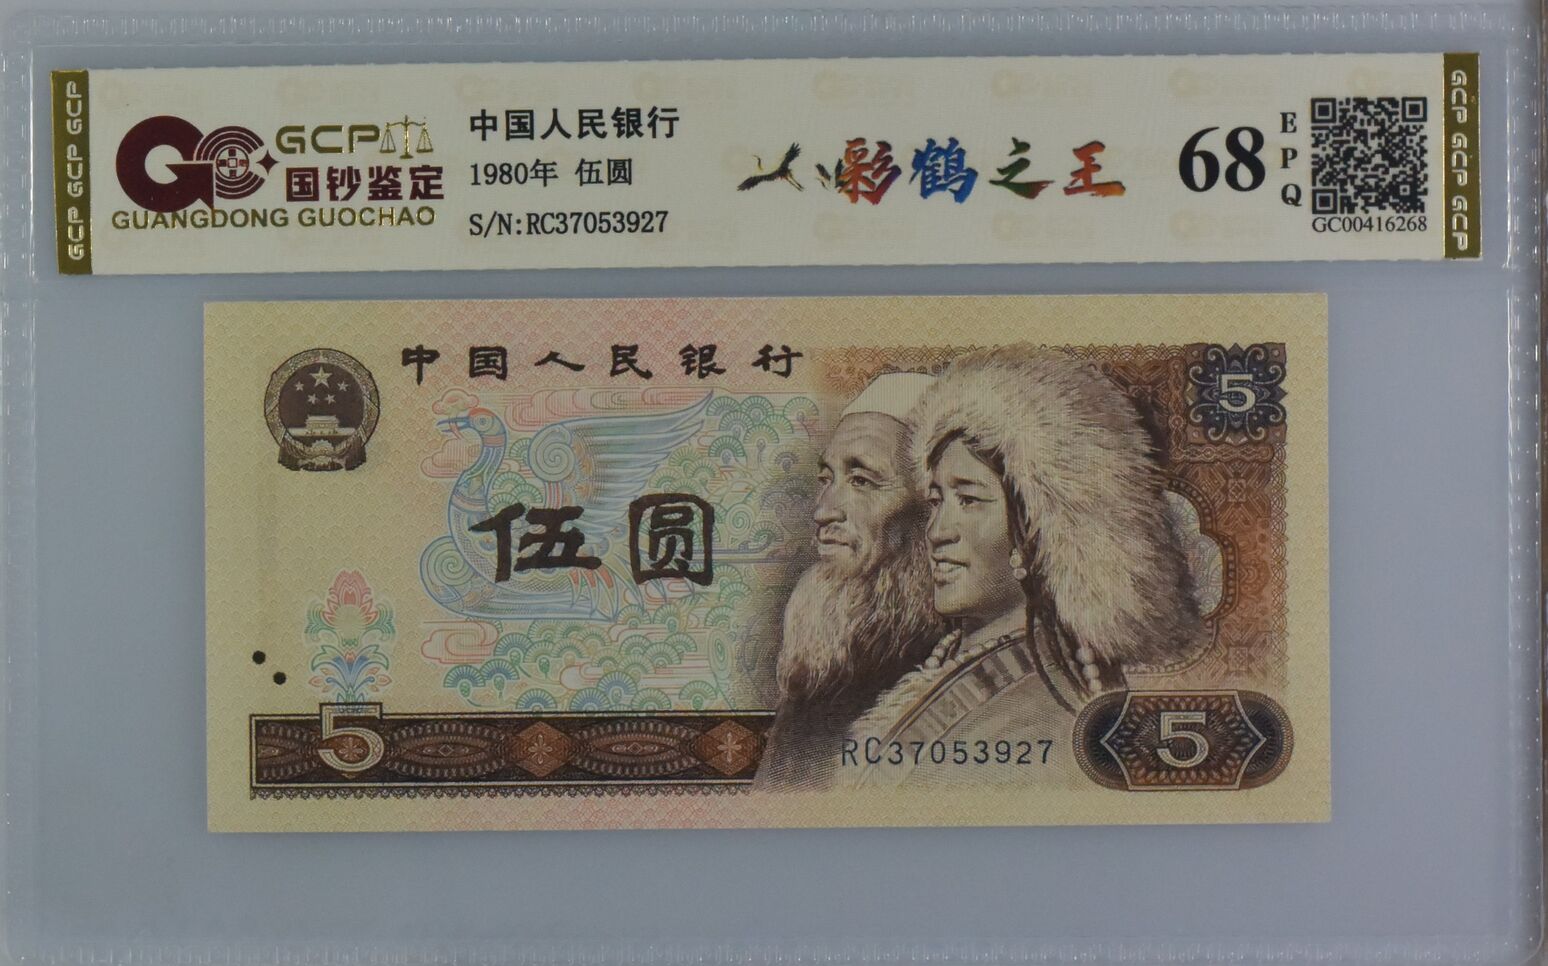 GCP GCP GCP
GCP
国钞鉴定
GUANGDONG GUOCHAO
中国人民银行
1980年 伍圆
S/N:RC37053927
彩鹤之王
68
EPQ
GC00416268
GCP GCP GCP
中国人民银行
5
伍圆
5
RC37053927
5